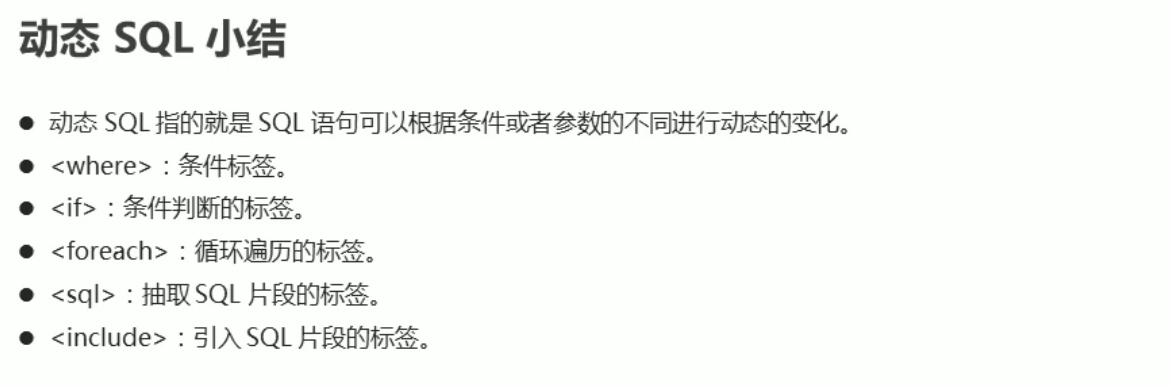 动态 SQL 小结
● 动态 SQL 指的就是 SQL 语句可以根据条件或者参数的不同进行动态的变化。
● <where>：条件标签。
● <if>：条件判断的标签。
● <foreach>：循环遍历的标签。
● <sql>：抽取 SQL 片段的标签。
● <include>：引入 SQL 片段的标签。